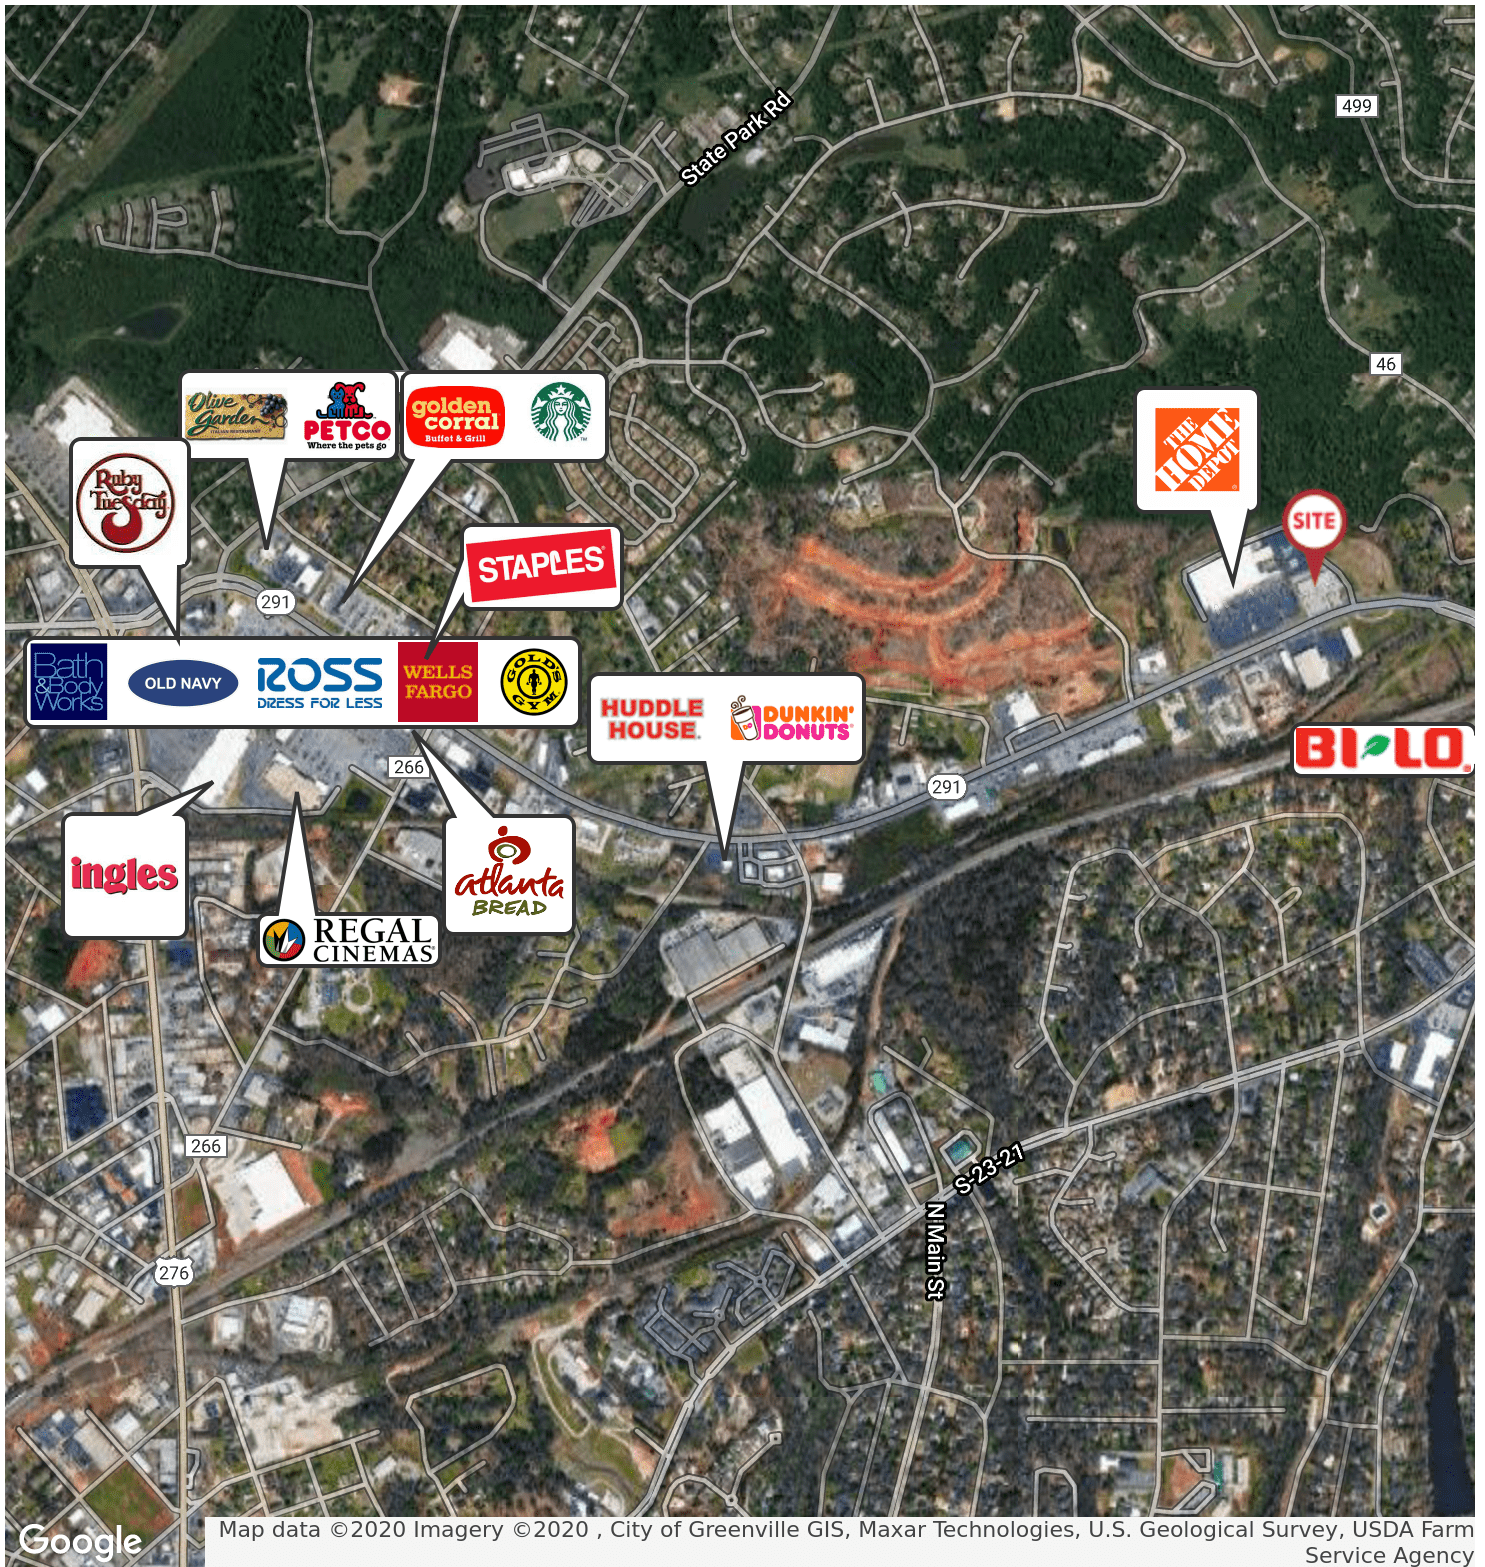 499
State Park Rd
46
Olive
Garden
ITALIAN RESTAURANT
PETCO
Where the pets go
golden
corral
Buffet & Grill
THE
HOME
DEPOT
Ruby
Tuesday
SITE
STAPLES
291
Bath
&Body
Works
OLD NAVY
ROSS
DRESS FOR LESS
WELLS
FARGO
GOLD'S
GYM
HUDDLE
HOUSE
DUNKIN'
DONUTS
BI-LO
266
291
ingles
atlanta
BREAD
REGAL
CINEMAS
266
S-23-21
N Main St
276
Google
Map data ©2020 Imagery ©2020 , City of Greenville GIS, Maxar Technologies, U.S. Geological Survey, USDA Farm
Service Agency